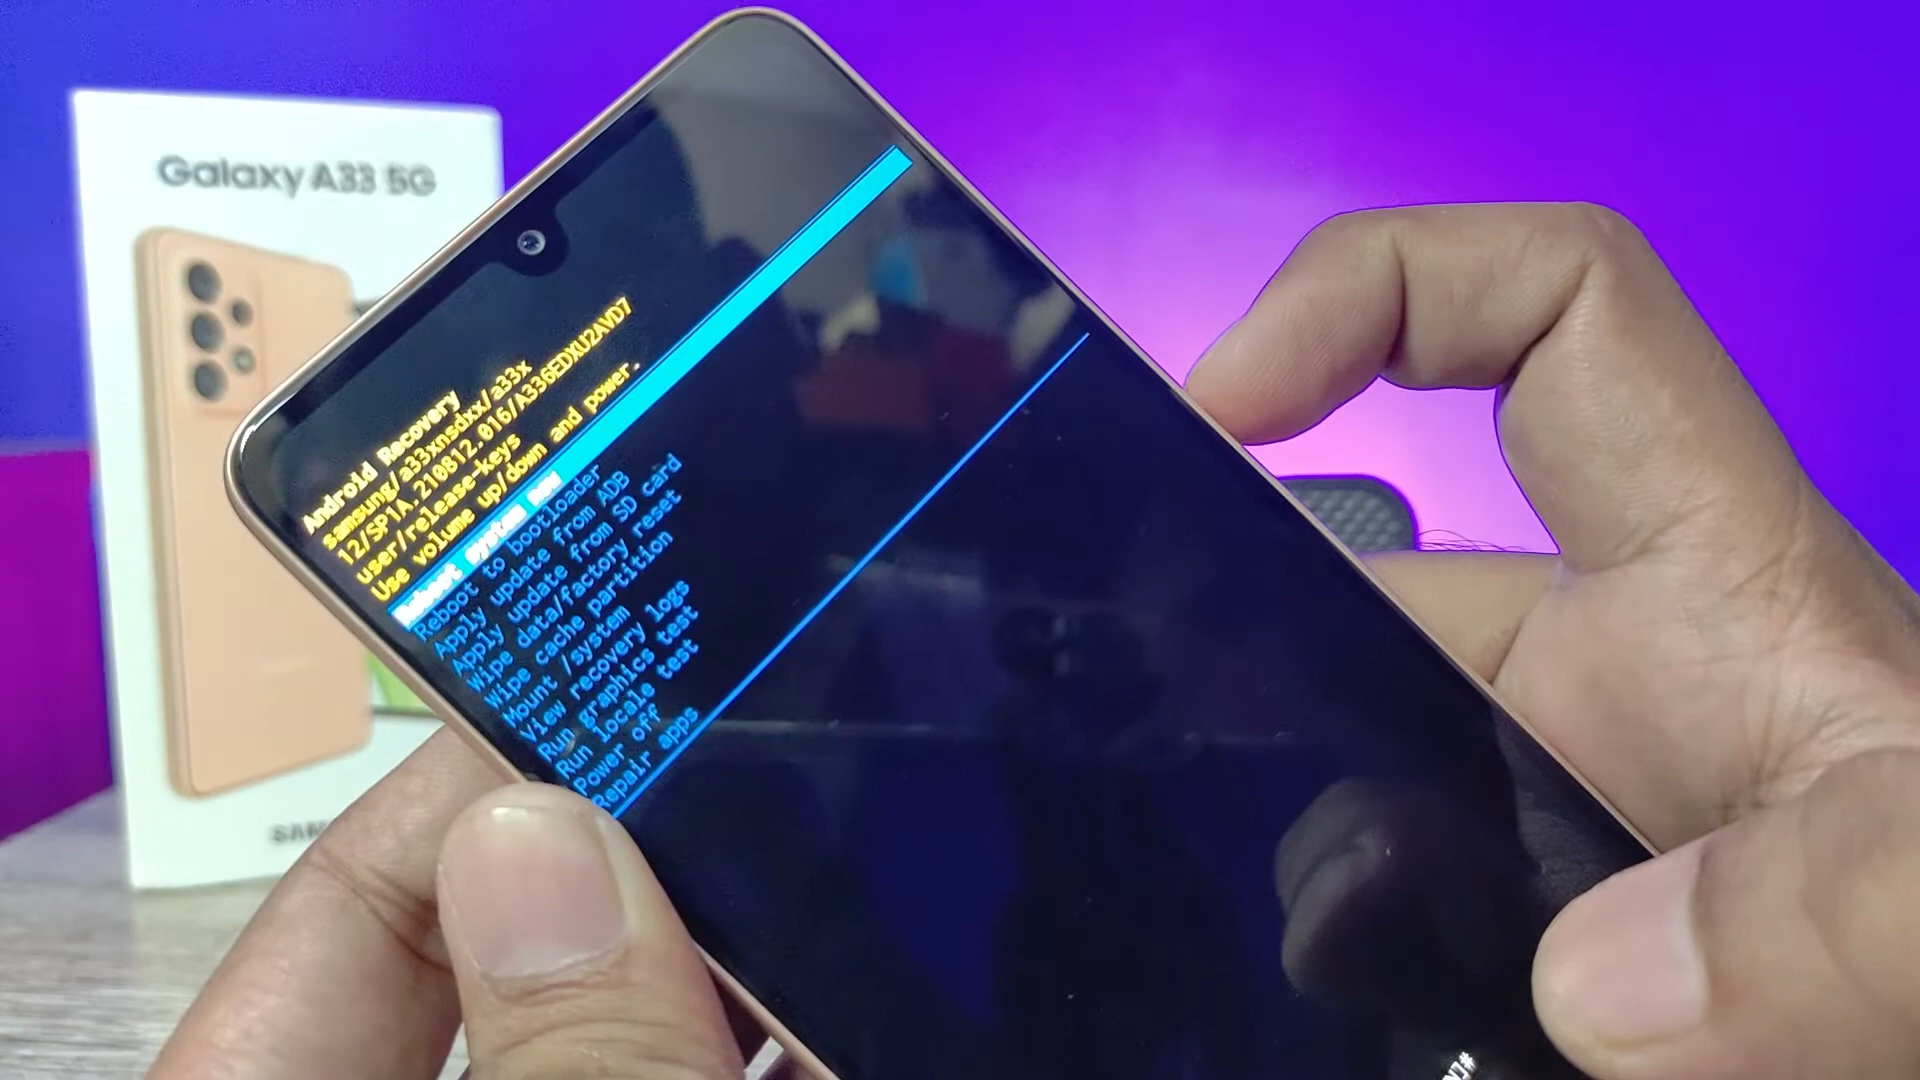 Galaxy A33 5G
Android Recovery
samsung/a33xnsdxx/a33x
12/SP1A.210812.016/A336EDXU2AVD7
user/release-keys
Use volume up/down and power.
Reboot system now
Reboot to bootloader
Apply update from ADB
Apply update from SD card
Wipe data/factory reset
Wipe cache partition
Mount /system
View recovery logs
Run graphics test
Run locale test
Power off
Repair apps